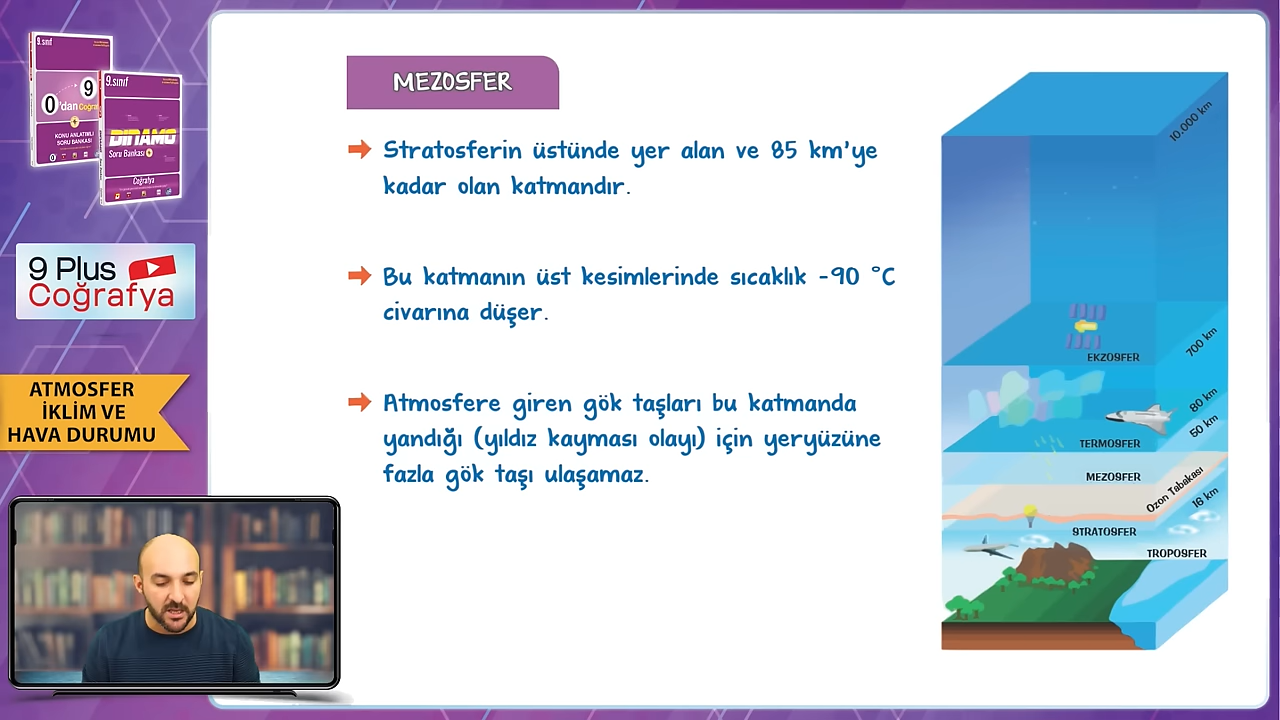 9.sınıf
0'dan 9
Coğrafya
KONU ANLATIMLI
SORU BANKASI
9.sınıf
DİNAMO
Soru Bankası
Coğrafya
9 Plus
Coğrafya
ATMOSFER
İKLİM VE
HAVA DURUMU
MEZOSFER
Stratosferin üstünde yer alan ve 85 km'ye
kadar olan katmandır.
Bu katmanın üst kesimlerinde sıcaklık -90 °C
civarına düşer.
Atmosfere giren gök taşları bu katmanda
yandığı (yıldız kayması olayı) için yeryüzüne
fazla gök taşı ulaşamaz.
10.000 km
700 km
EKZOSFER
80 km
50 km
TERMOSFER
MEZOSFER
Ozon Tabakası
16 km
STRATOSFER
TROPOSFER